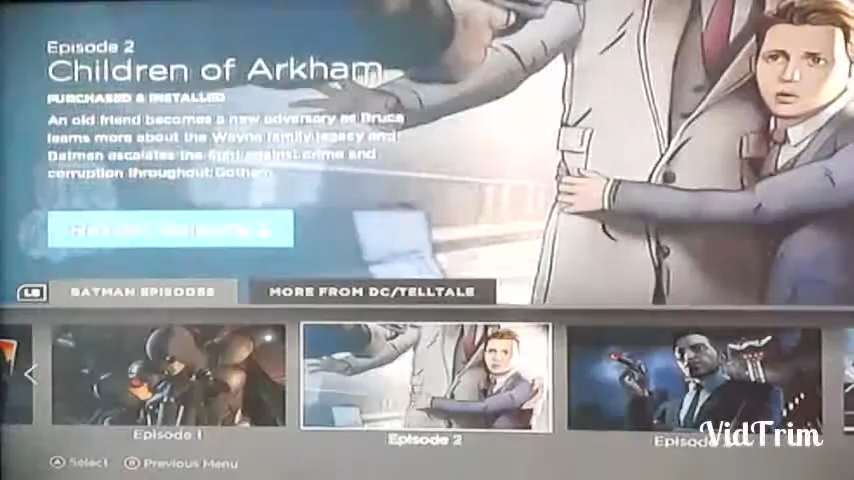 Episode 2
Children of Arkham
PURCHASED & INSTALLED
An old friend becomes a new adversary as Bruce
learns more about the Wayne family legacy and
Batman escalates the fight against crime and
corruption throughout Gotham.
LB
BATMAN EPISODES
MORE FROM DC/TELLTALE
Episode 1
Episode 2
Episode
VidTrim
A Select B Previous Menu